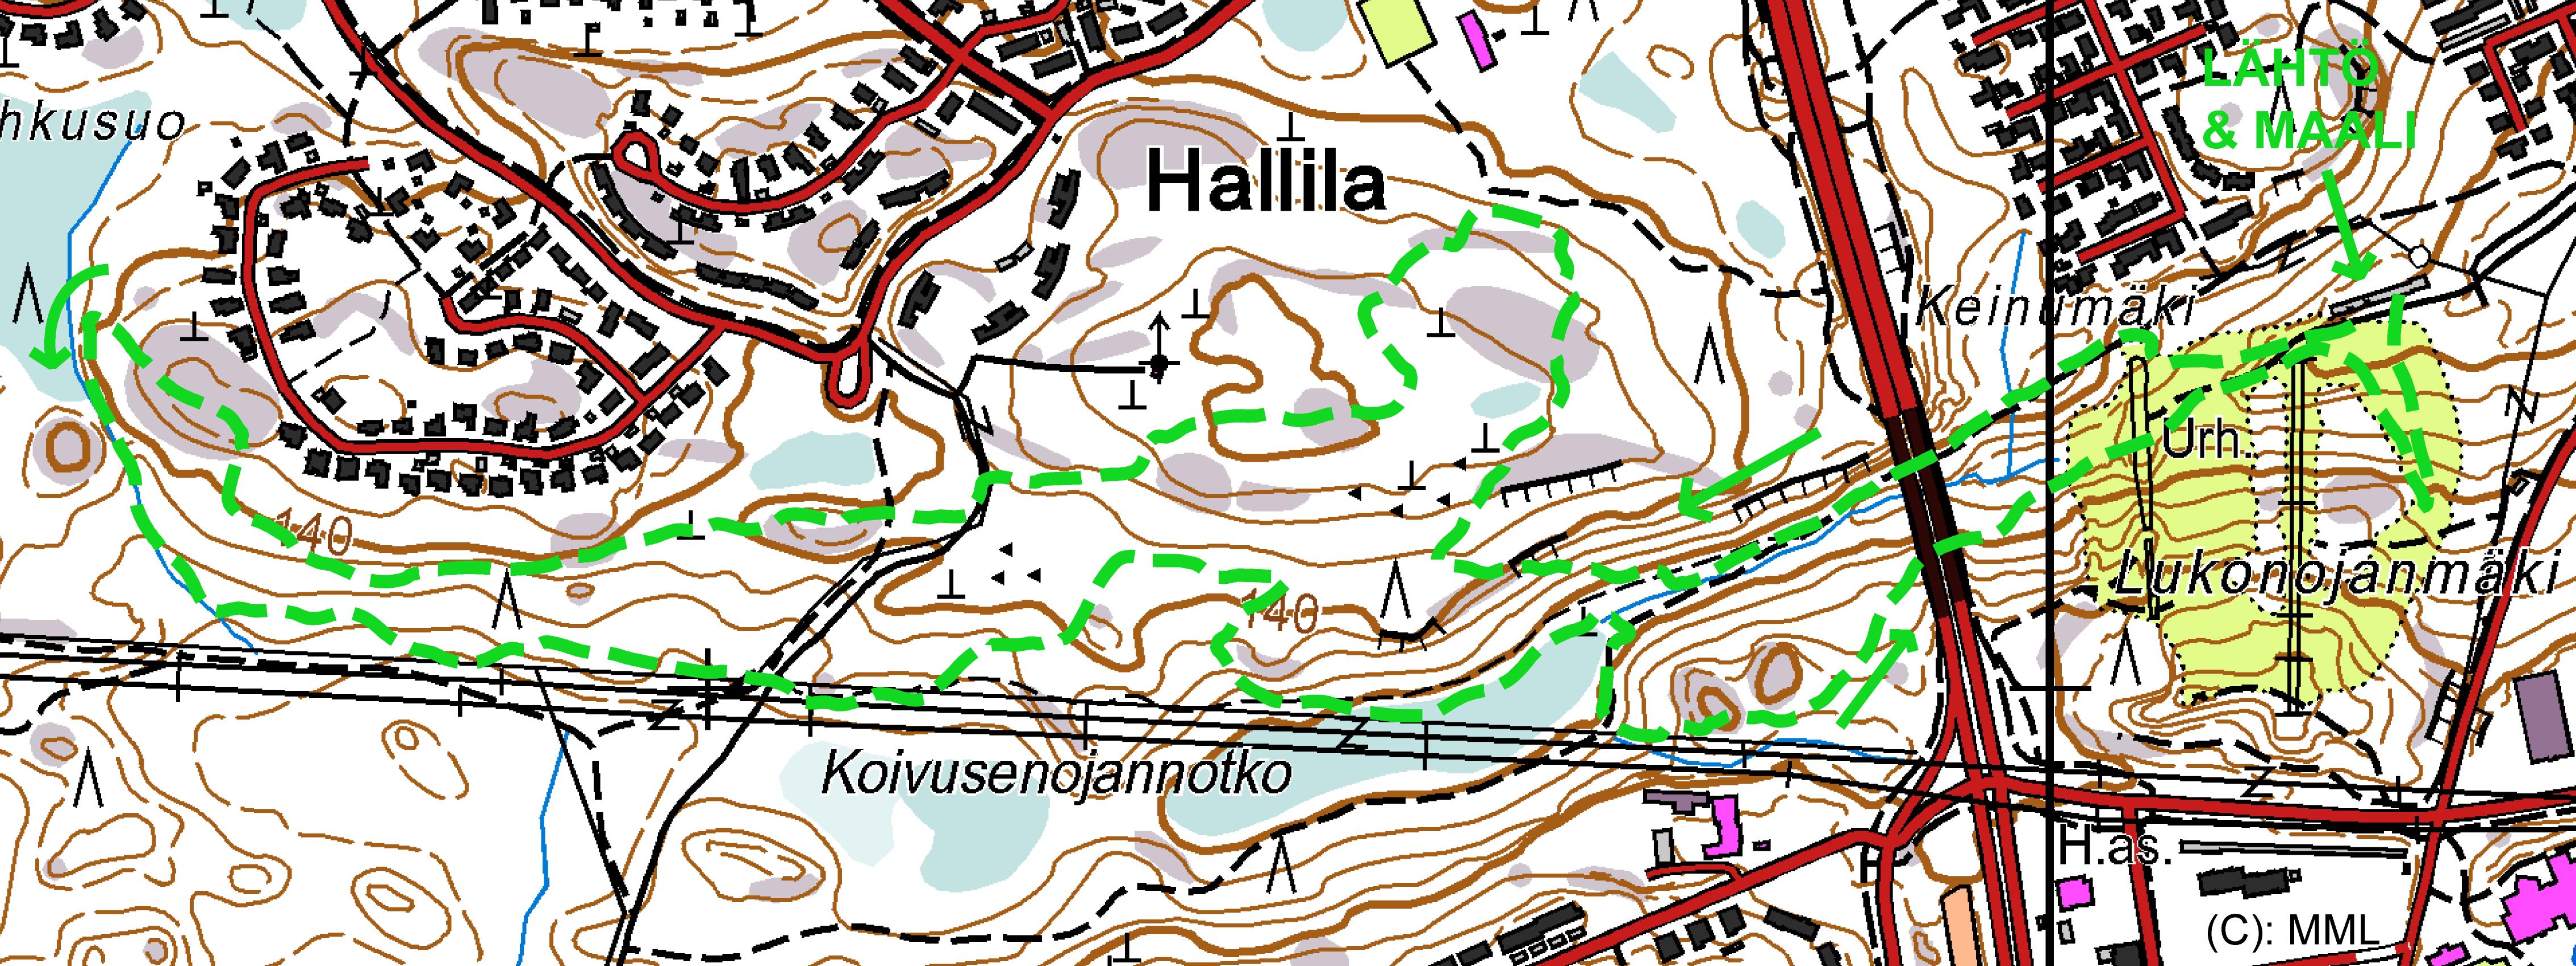 LÄHTÖ
& MAALI
hkusuo
Hallila
Keinumäki
Urh.
140
Lukonojanmäki
140
Koivusenojannotko
H.as.
H
(C): MML